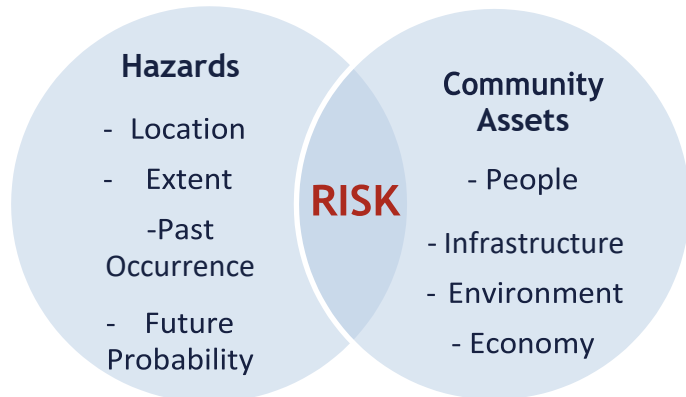 Hazards
- Location
- Extent
-Past
Occurrence
- Future
Probability
RISK
Community
Assets
- People
- Infrastructure
- Environment
- Economy